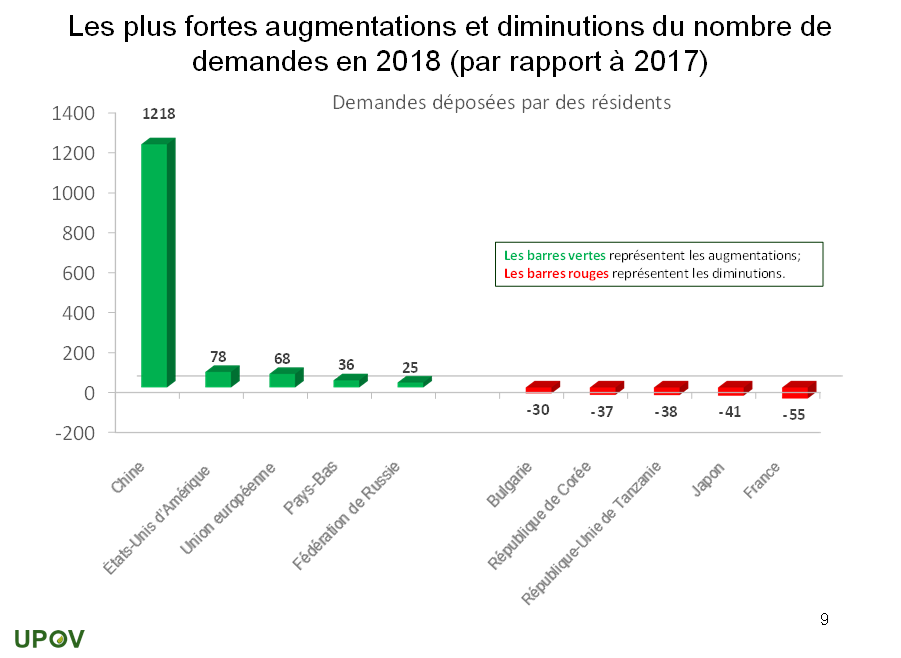 Les plus fortes augmentations et diminutions du nombre de
demandes en 2018 (par rapport à 2017)
Demandes déposées par des résidents
1400
1200
1000
800
600
400
200
0
-200
1218
78
68
36
25
-30
-37
-38
-41
-55
Les barres vertes représentent les augmentations;
Les barres rouges représentent les diminutions.
Chine
États-Unis d'Amérique
Union européenne
Pays-Bas
Fédération de Russie
Bulgarie
République de Corée
République-Unie de Tanzanie
Japon
France
9
UPOV